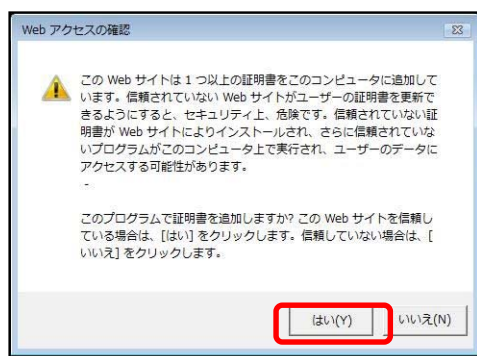 Web アクセスの確認
この Web サイトは 1 つ以上の証明書をこのコンピュータに追加して
います。信頼されていない Web サイトがユーザーの証明書を更新で
きるようにすると、セキュリティ上、危険です。信頼されていない証
明書が Web サイトによりインストールされ、さらに信頼されていな
いプログラムがこのコンピュータ上で実行され、ユーザーのデータに
アクセスする可能性があります。
-
このプログラムで証明書を追加しますか? この Web サイトを信頼し
ている場合は、[はい] をクリックします。信頼していない場合は、[
いいえ] をクリックします。
はい(Y) いいえ(N)